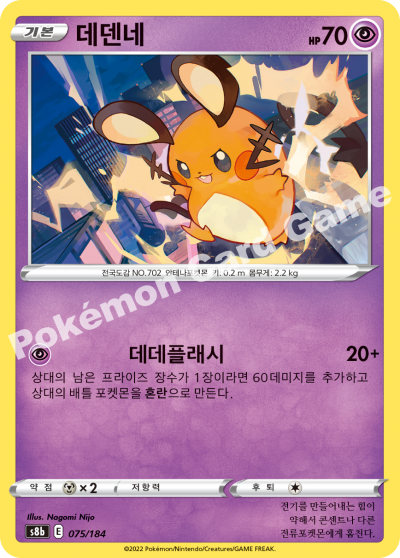 기본 데덴네 HP 70
전국도감 NO.702 안테나포켓몬 키: 0.2 m 몸무게: 2.2 kg
Pokémon Card Game
데데플래시 20+
상대의 남은 프라이즈 장수가 1장이라면 60데미지를 추가하고
상대의 배틀 포켓몬을 혼란으로 만든다.
약점 ×2 저항력 후퇴
Illus. Nagomi Nijo
s8b E 075/184
전기를 만들어내는 힘이
약해서 콘센트나 다른
전류포켓몬에게 훔친다.
©2022 Pokémon/Nintendo/Creatures/GAME FREAK.